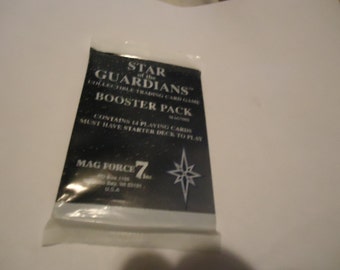 STAR
of the
GUARDIANS™
COLLECTIBLE TRADING CARD GAME
BOOSTER PACK
CONTAINS 14 PLAYING CARDS
MUST HAVE STARTER DECK TO PLAY
MAG FORCE 7
U.S.A.